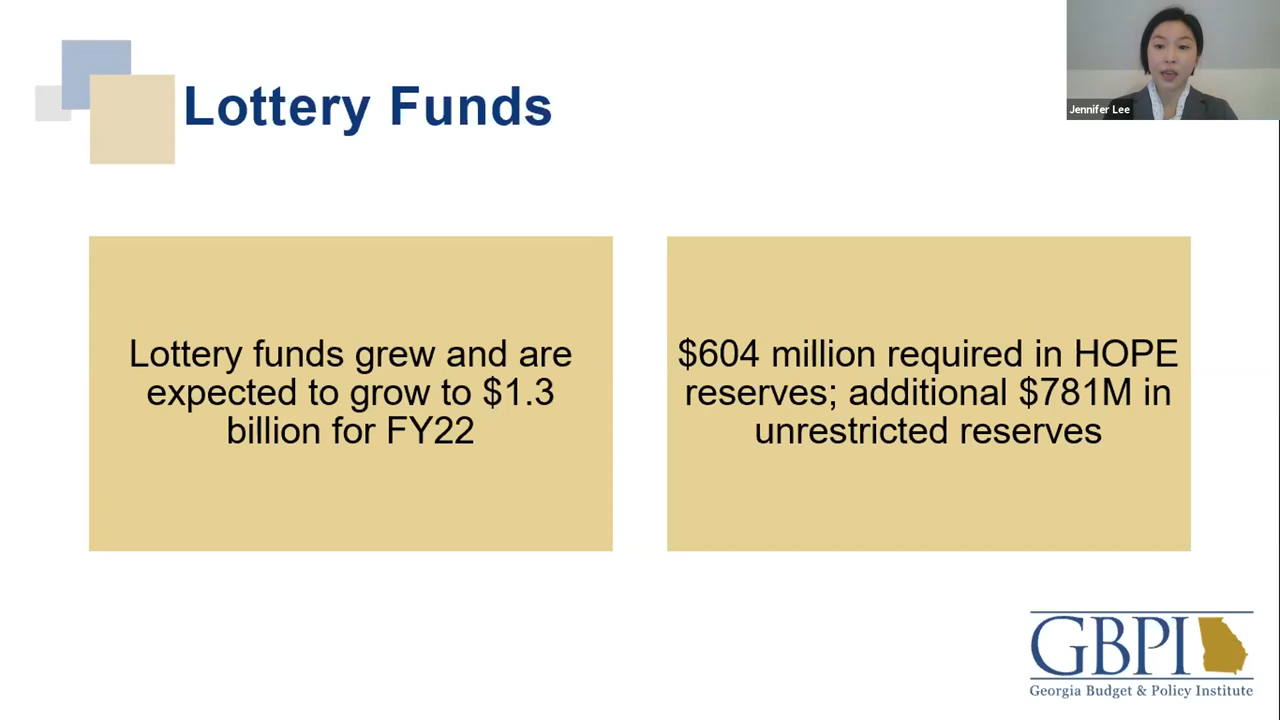 Lottery Funds
Jennifer Lee
Lottery funds grew and are
expected to grow to $1.3
billion for FY22
$604 million required in HOPE
reserves; additional $781M in
unrestricted reserves
GBPI
Georgia Budget & Policy Institute